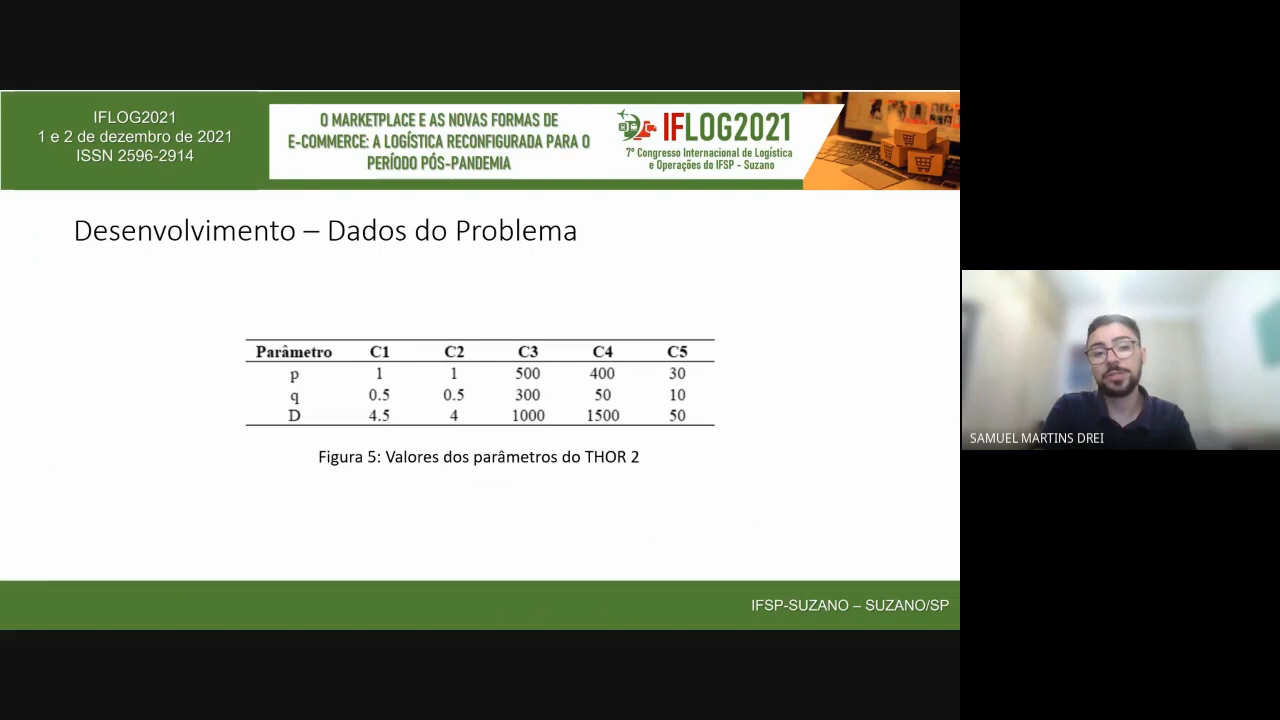 IFLOG2021
1 e 2 de dezembro de 2021
ISSN 2596-2914
O MARKETPLACE E AS NOVAS FORMAS DE
E-COMMERCE: A LOGÍSTICA RECONFIGURADA PARA O
PERÍODO PÓS-PANDEMIA
IFLOG2021
7º Congresso Internacional de Logística
e Operações do IFSP - Suzano
Desenvolvimento – Dados do Problema
Parâmetro C1 C2 C3 C4 C5
p 1 1 500 400 30
q 0.5 0.5 300 50 10
D 4.5 4 1000 1500 50
Figura 5: Valores dos parâmetros do THOR 2
SAMUEL MARTINS DREI
IFSP-SUZANO – SUZANO/SP